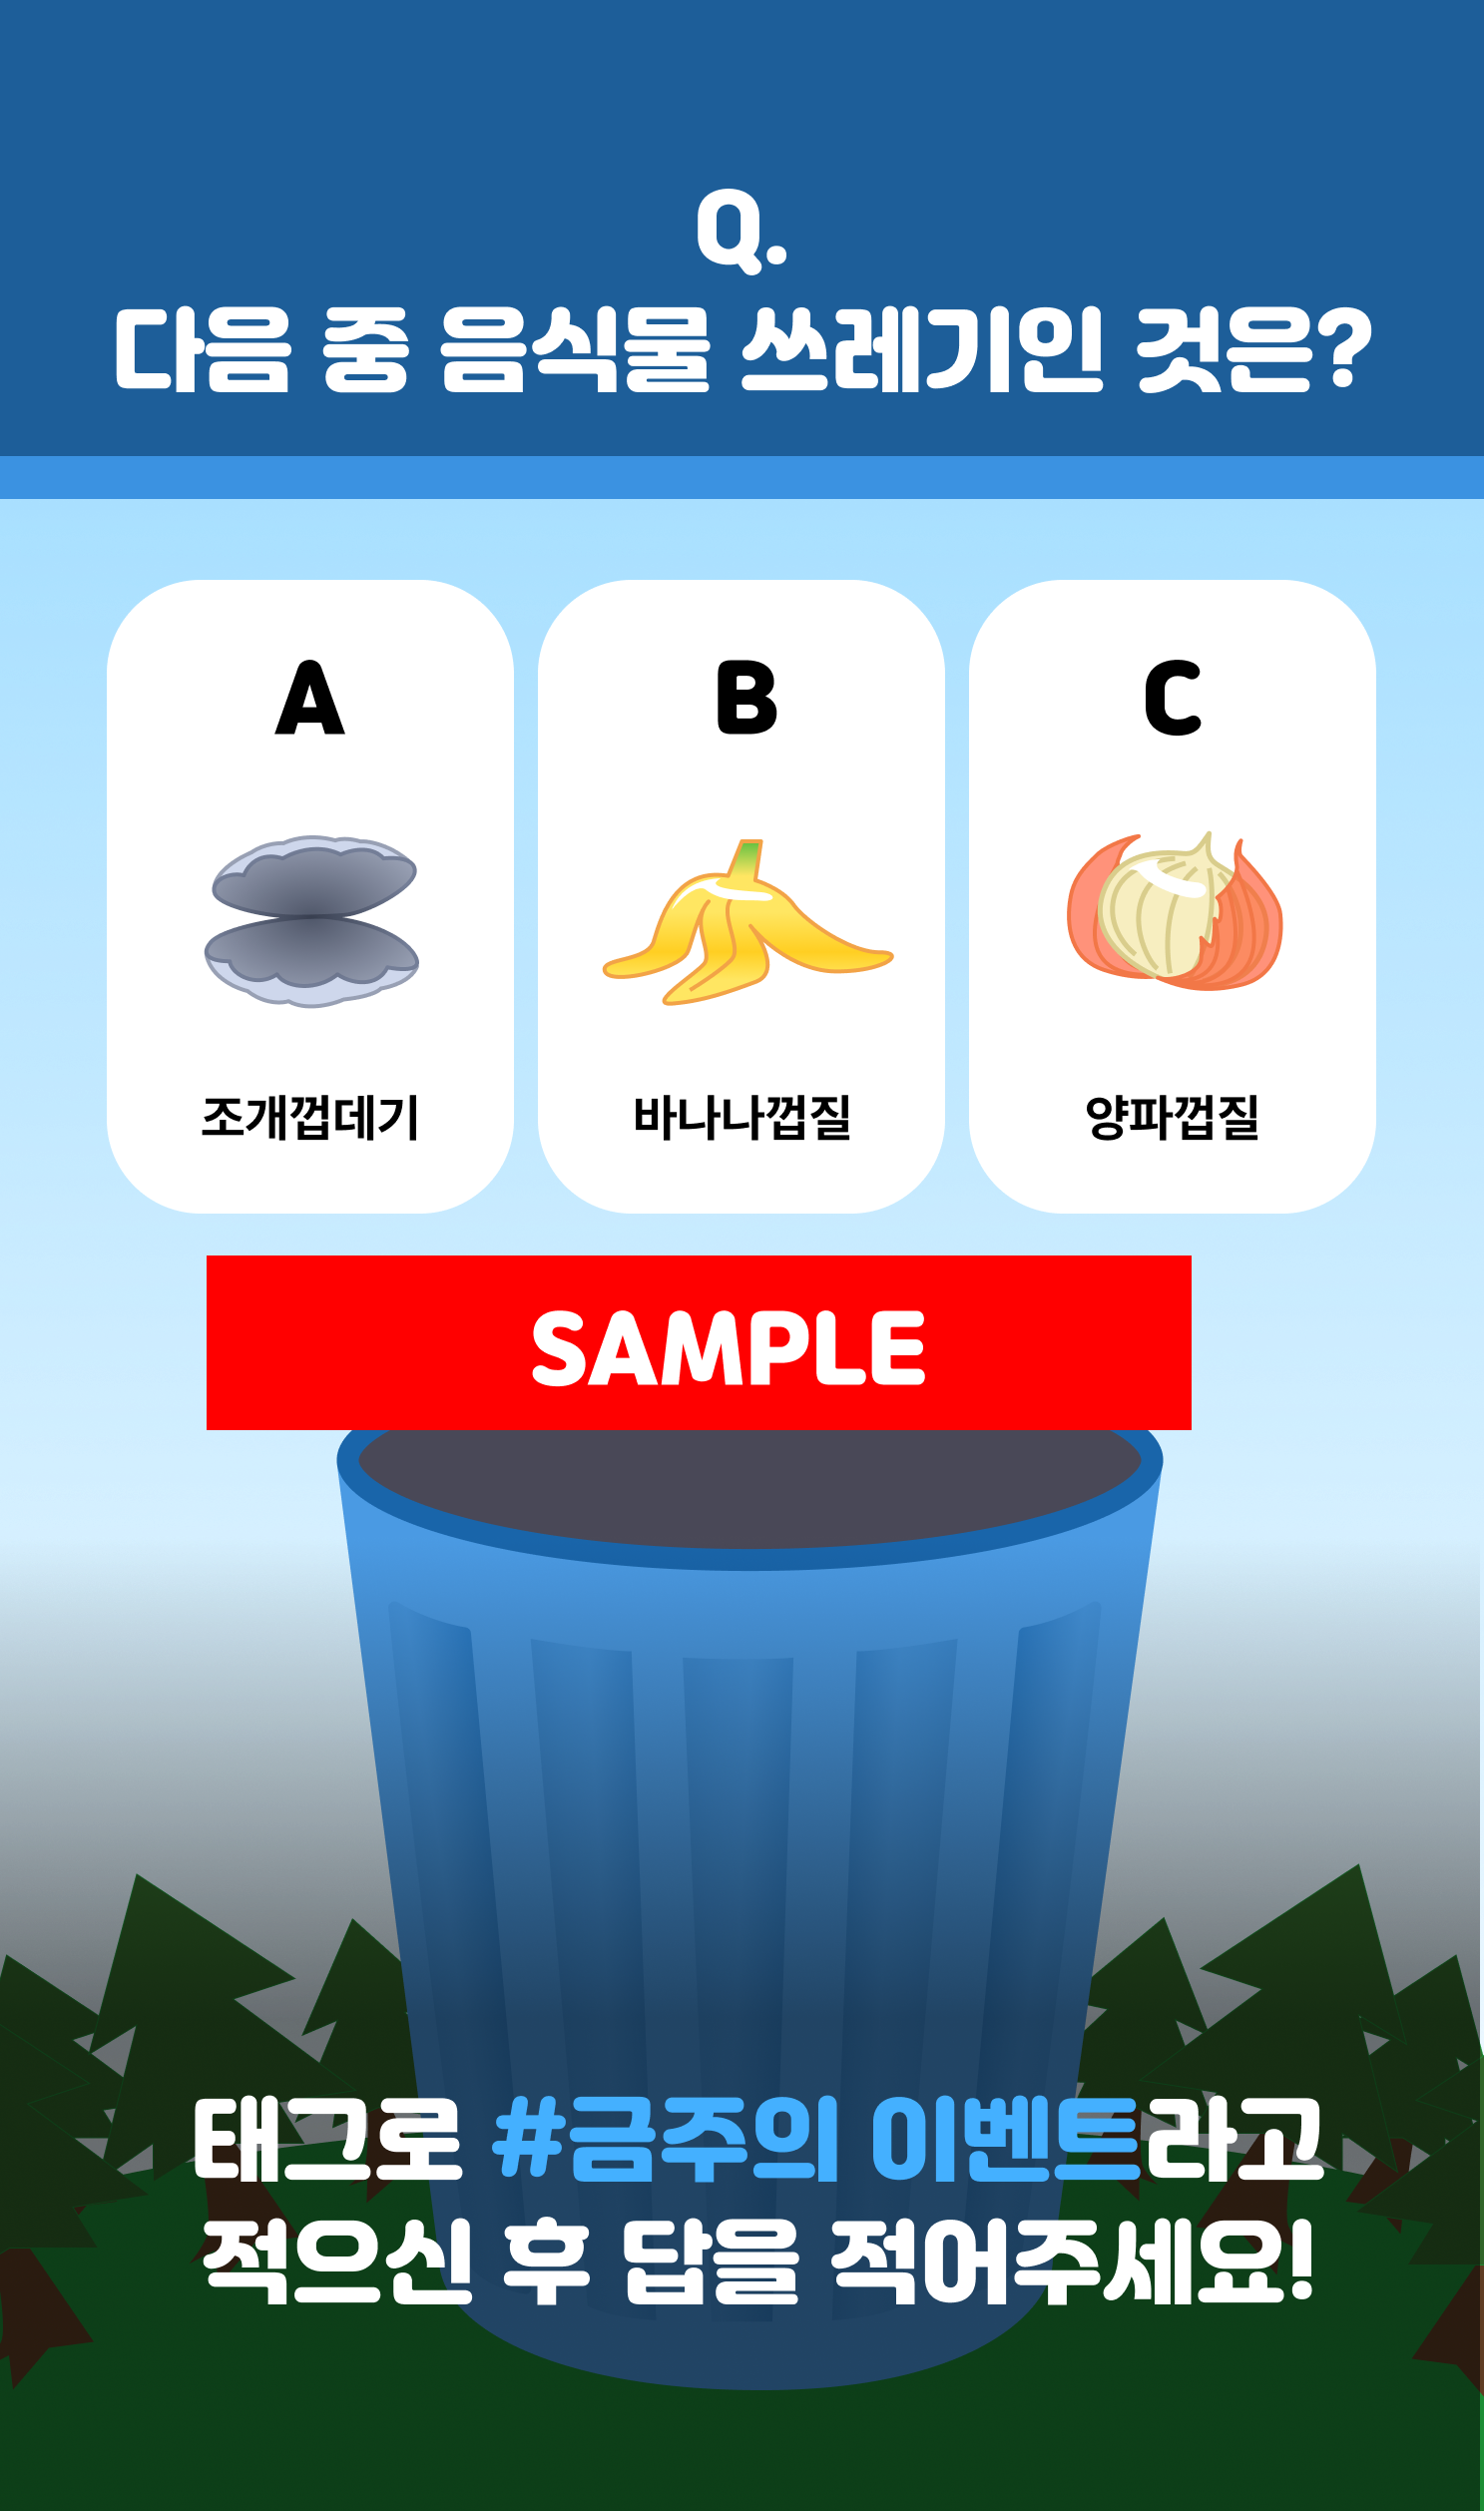 Q.
다음 중 음식물 쓰레기인 것은?
A
B
C
조개껍데기
바나나껍질
양파껍질
SAMPLE
태그로 #금주의 이벤트라고
적으신 후 답을 적어주세요!